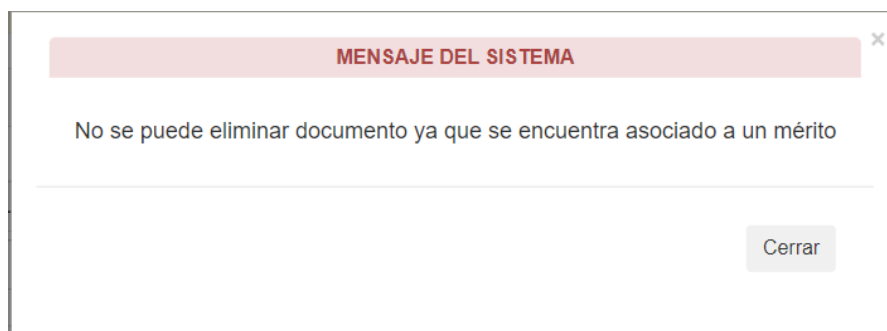 ×
MENSAJE DEL SISTEMA
No se puede eliminar documento ya que se encuentra asociado a un mérito
Cerrar